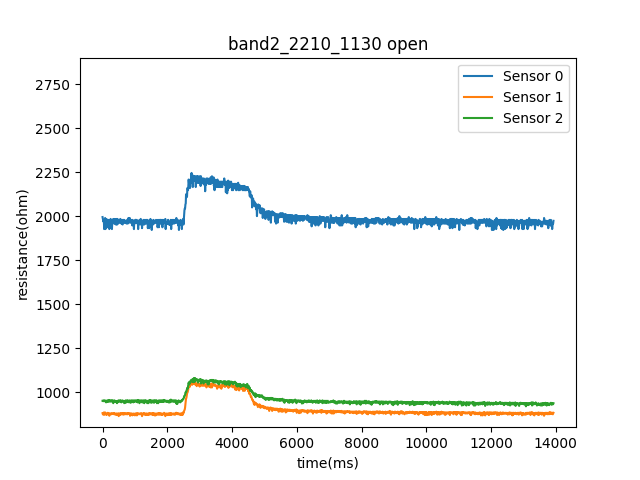 band2_2210_1130 open
Sensor 0
Sensor 1
Sensor 2
resistance(ohm)
2750
2500
2250
2000
1750
1500
1250
1000
0 2000 4000 6000 8000 10000 12000 14000
time(ms)